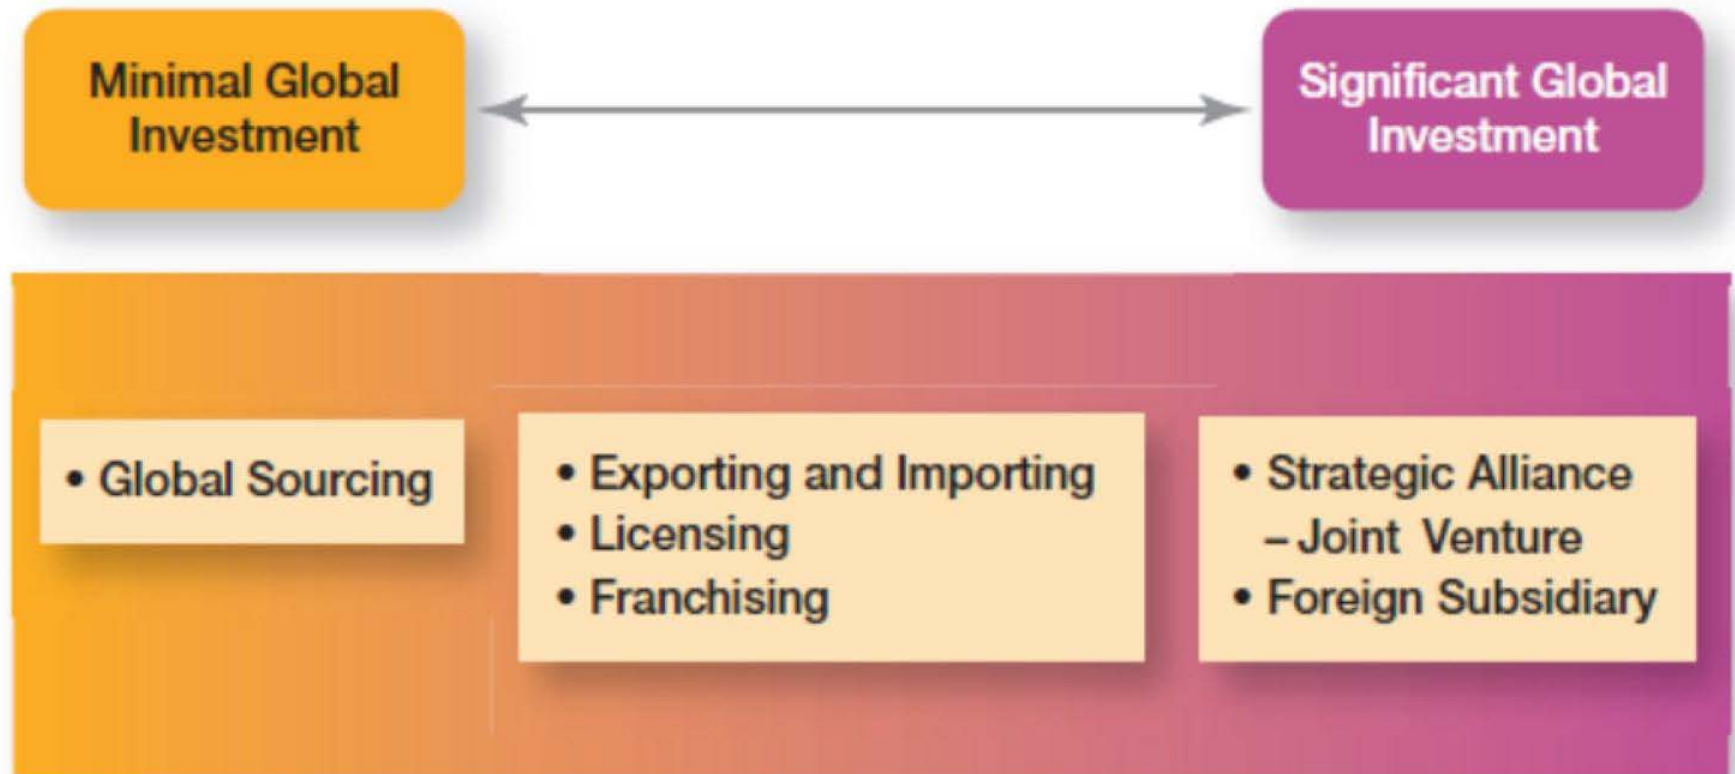 Minimal Global
Investment
Significant Global
Investment
• Global Sourcing
• Exporting and Importing
• Licensing
• Franchising
• Strategic Alliance
– Joint Venture
• Foreign Subsidiary